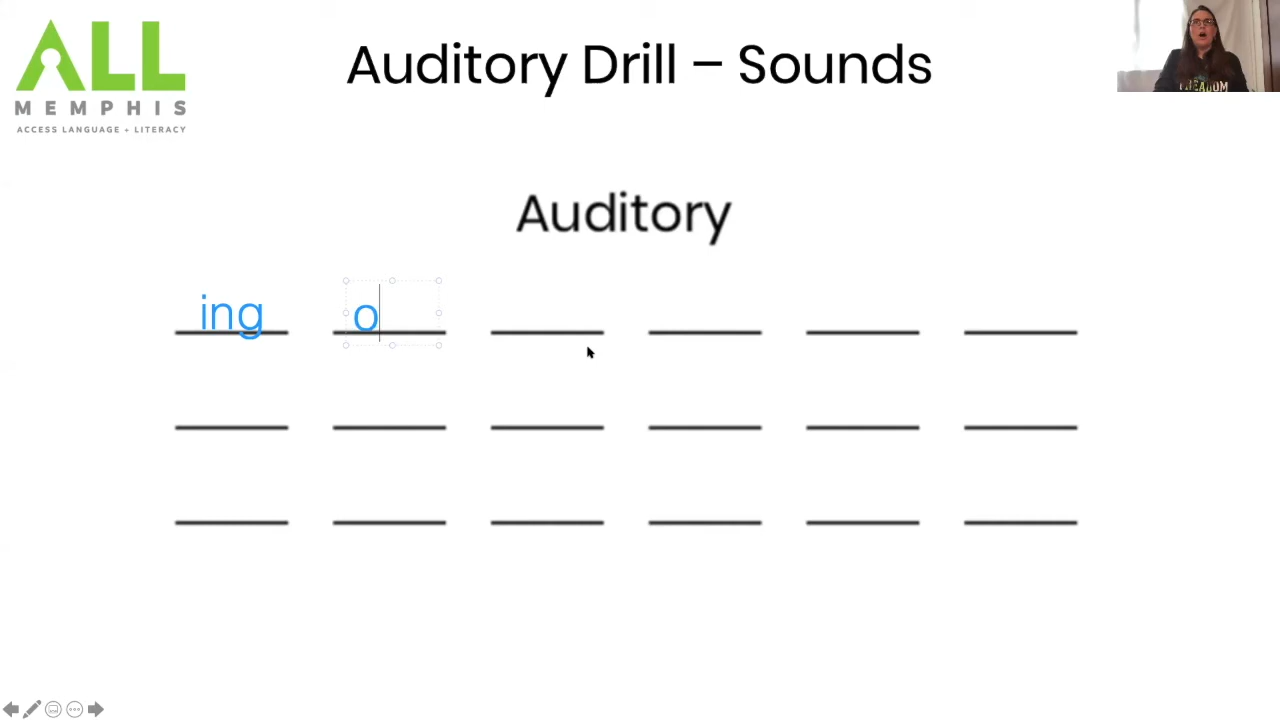 ALL
MEMPHIS
ACCESS LANGUAGE + LITERACY
Auditory Drill – Sounds
Auditory
ing o